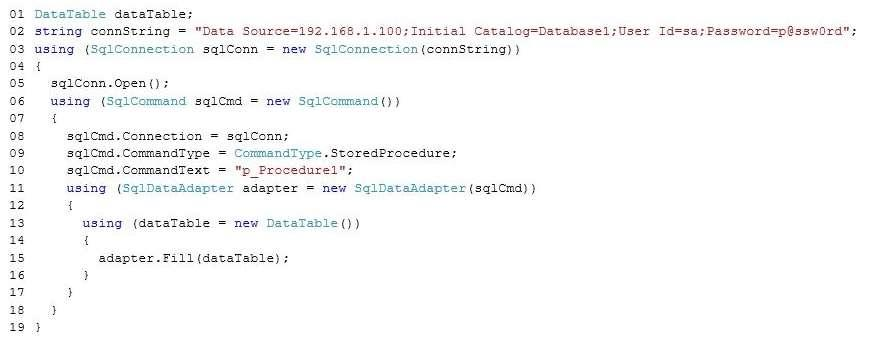 01 DataTable dataTable;
02 string connString = "Data Source=192.168.1.100;Initial Catalog=Database1;User Id=sa;Password=p@ssw0rd";
03 using (SqlConnection sqlConn = new SqlConnection(connString))
04 {
05   sqlConn.Open();
06   using (SqlCommand sqlCmd = new SqlCommand())
07   {
08     sqlCmd.Connection = sqlConn;
09     sqlCmd.CommandType = CommandType.StoredProcedure;
10     sqlCmd.CommandText = "p_Procedure1";
11     using (SqlDataAdapter adapter = new SqlDataAdapter(sqlCmd))
12     {
13       using (dataTable = new DataTable())
14       {
15         adapter.Fill(dataTable);
16       }
17     }
18   }
19 }